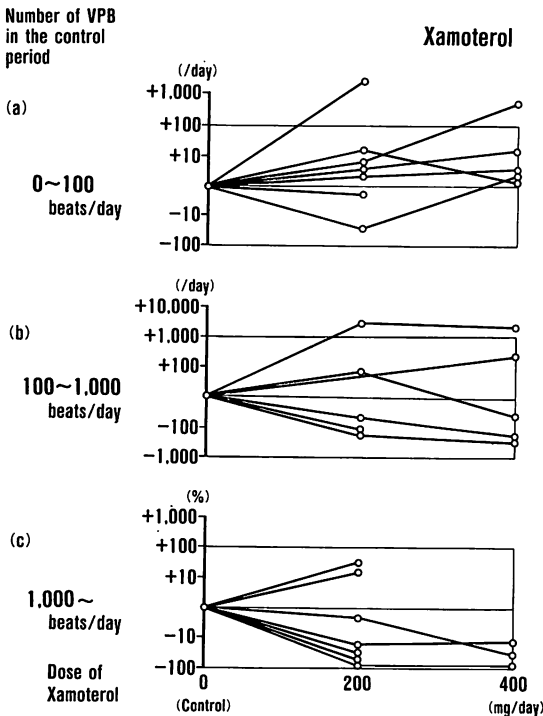 Number of VPB
in the control
period
Xamoterol
(a)
(/day)
+1,000
+100
+10
-10
-100
0~100
beats/day
(b)
(/day)
+10,000
+1,000
+100
-100
-1,000
100~1,000
beats/day
(c)
(%)
+1,000
+100
+10
-10
-100
1,000~
beats/day
Dose of
Xamoterol
0 200 400
(Control) (mg/day)